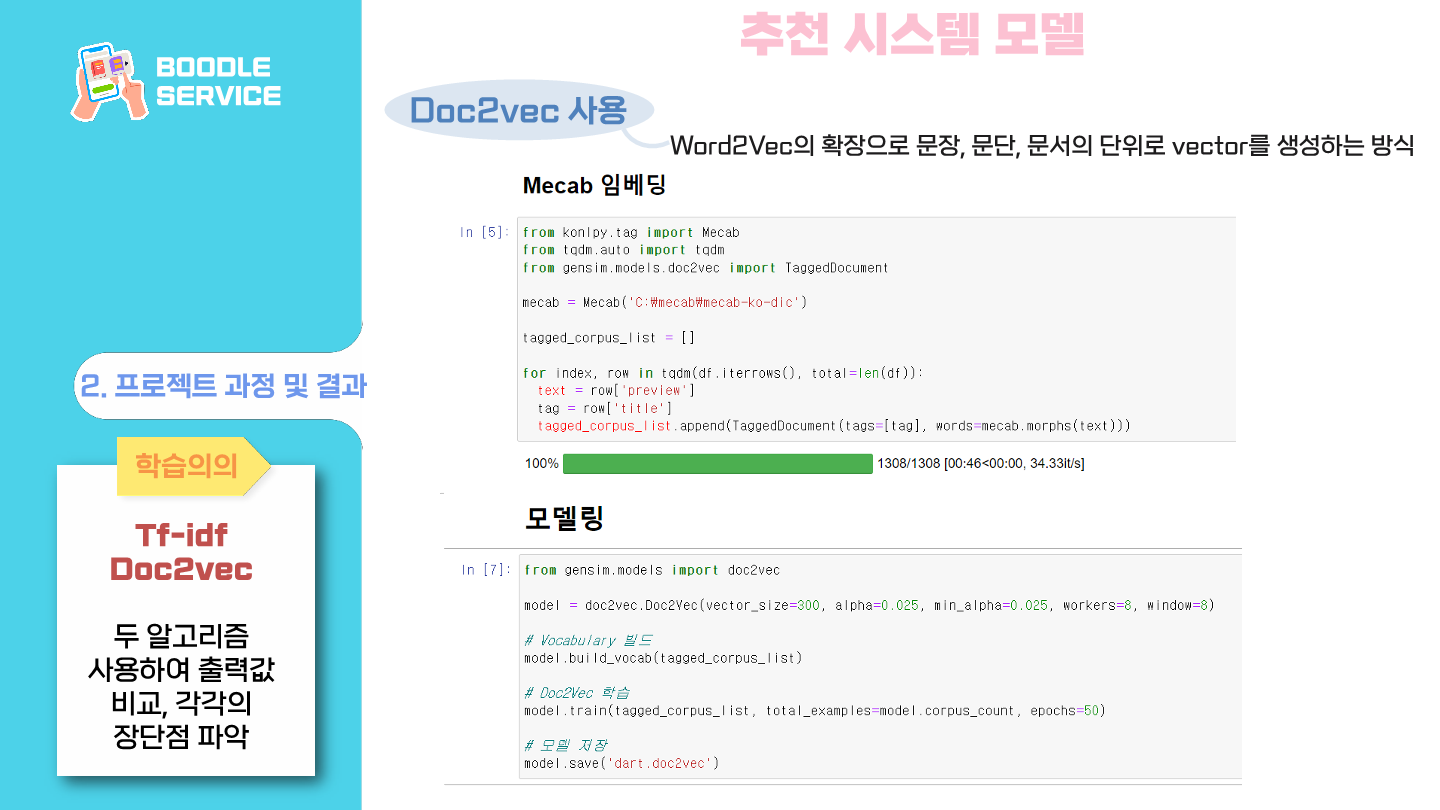 추천 시스템 모델
BOODLE
SERVICE
Doc2vec 사용
Word2Vec의 확장으로 문장, 문단, 문서의 단위로 vector를 생성하는 방식
Mecab 임베딩
In [5]:
from konlpy.tag import Mecab
from tqdm.auto import tqdm
from gensim.models.doc2vec import TaggedDocument
mecab = Mecab('C:₩mecab₩mecab-ko-dic')
tagged_corpus_list = []
for index, row in tqdm(df.iterrows(), total=len(df)):
  text = row['preview']
  tag = row['title']
  tagged_corpus_list.append(TaggedDocument(tags=[tag], words=mecab.morphs(text)))
100% 1308/1308 [00:46<00:00, 34.33it/s]
모델링
In [7]:
from gensim.models import doc2vec
model = doc2vec.Doc2Vec(vector_size=300, alpha=0.025, min_alpha=0.025, workers=8, window=8)
# Vocabulary 빌드
model.build_vocab(tagged_corpus_list)
# Doc2Vec 학습
model.train(tagged_corpus_list, total_examples=model.corpus_count, epochs=50)
# 모델 저장
model.save('dart.doc2vec')
2. 프로젝트 과정 및 결과
학습의의
Tf-idf
Doc2vec
두 알고리즘
사용하여 출력값
비교, 각각의
장단점 파악